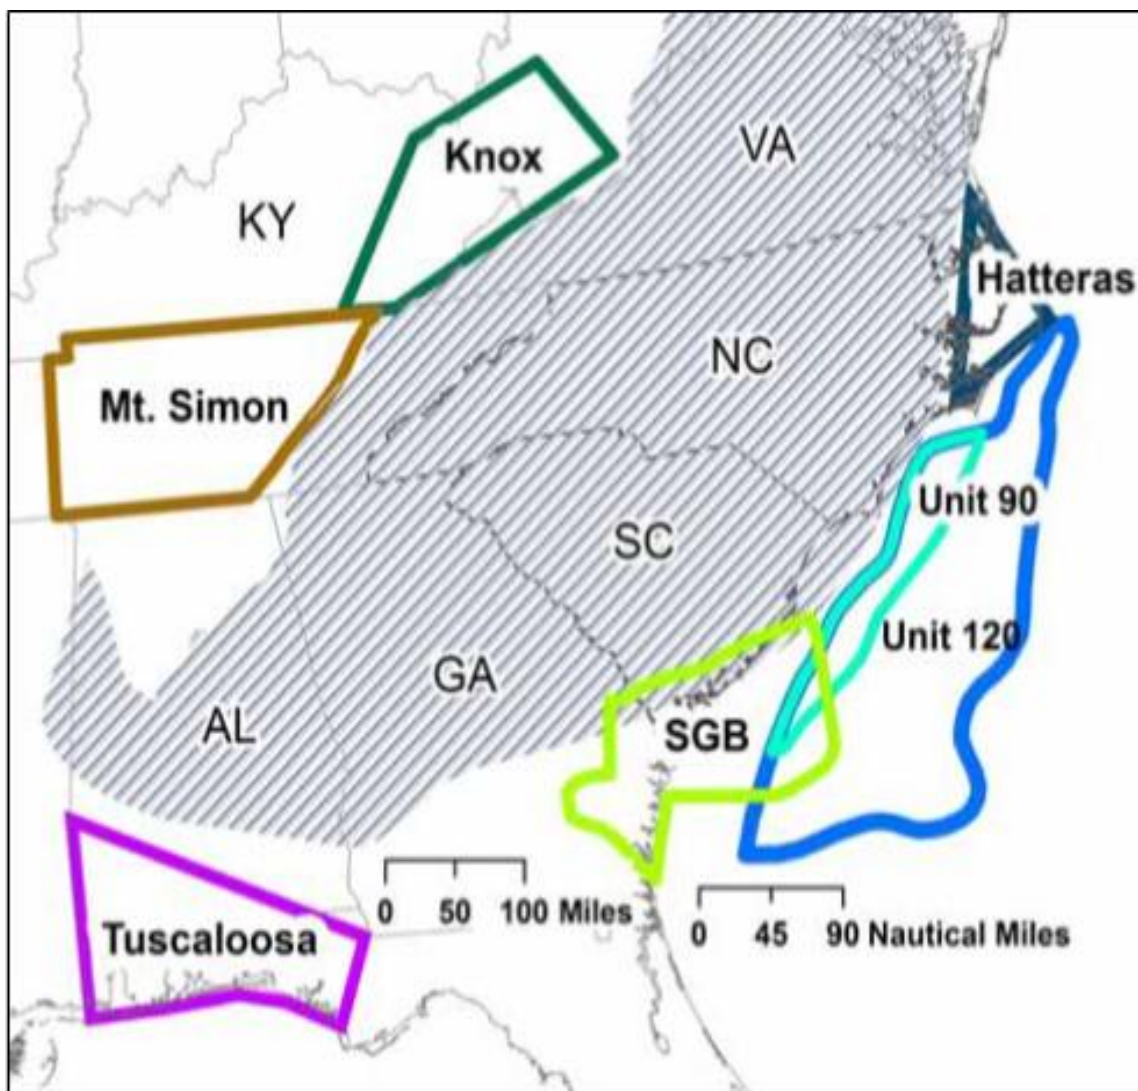 VA
Knox
KY
Hatteras
NC
Mt. Simon
Unit 90
SC
Unit 120
GA
AL
SGB
0 50 100 Miles
0 45 90 Nautical Miles
Tuscaloosa